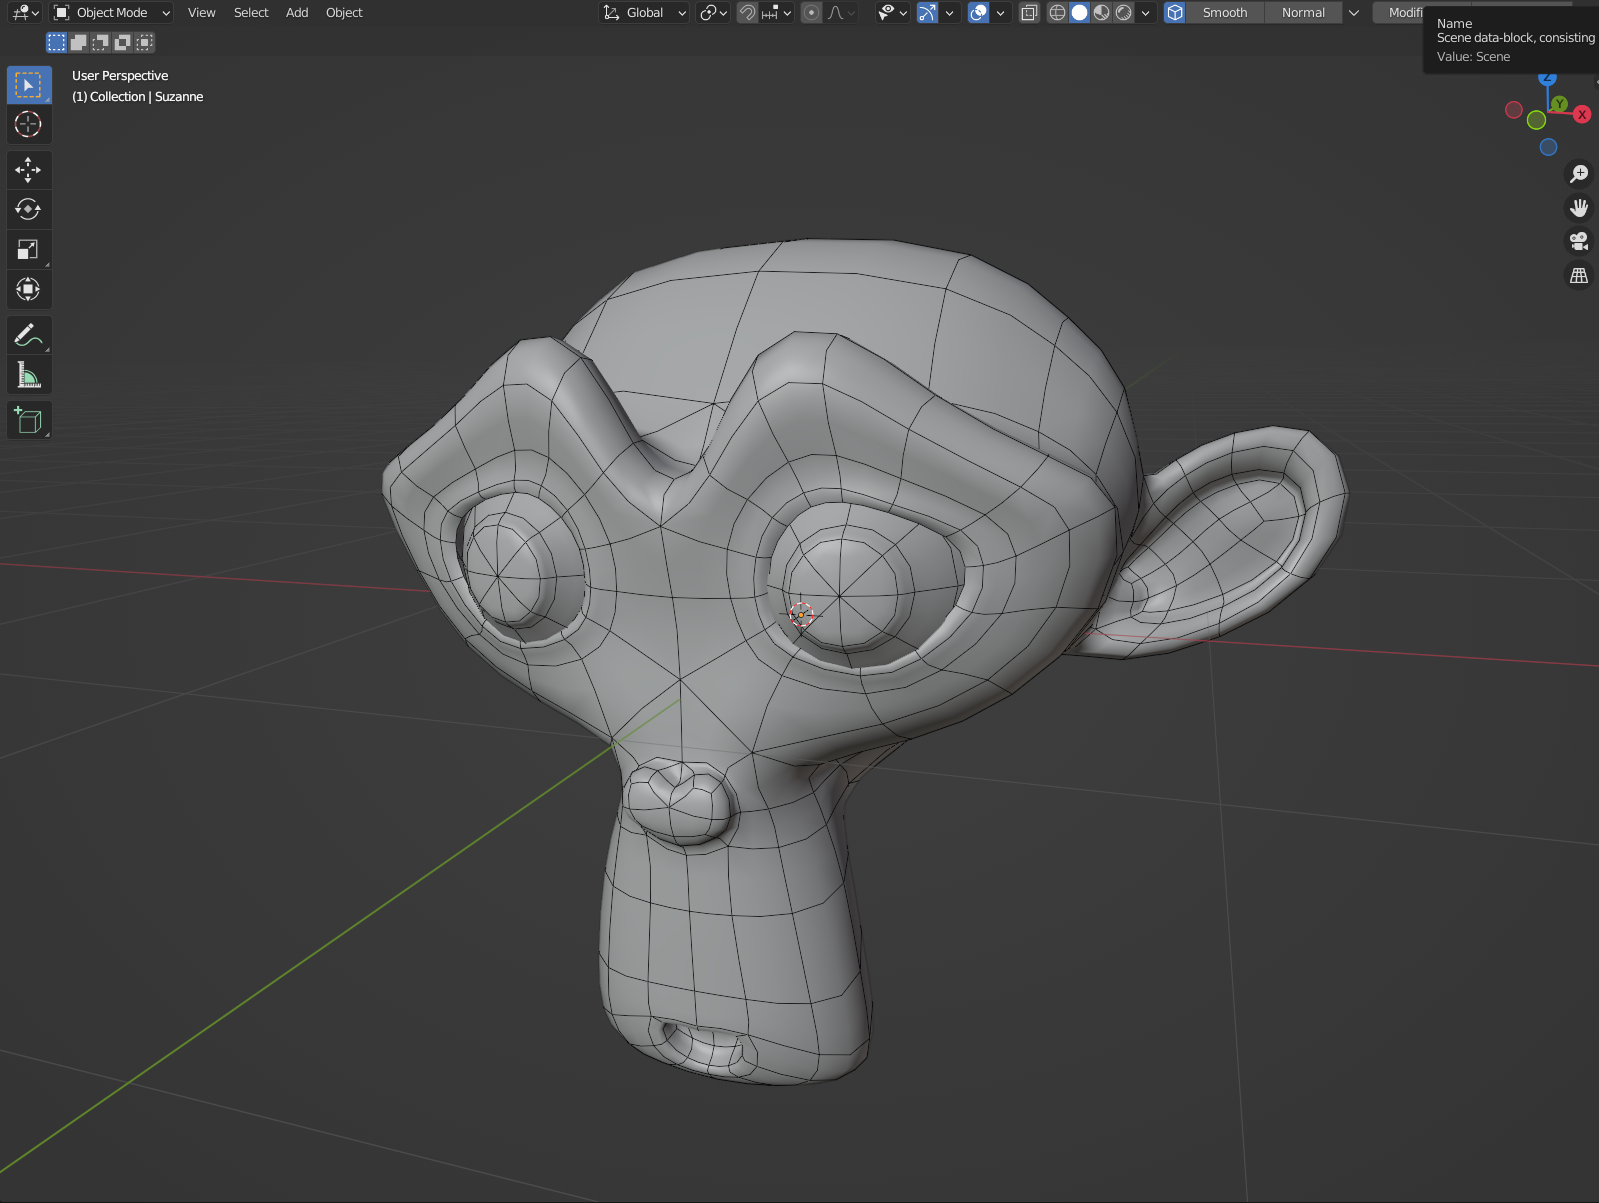 Object Mode View Select Add Object Global Smooth Normal Modifi
Name
Scene data-block, consisting
Value: Scene
User Perspective
(1) Collection | Suzanne
Z
Y
X